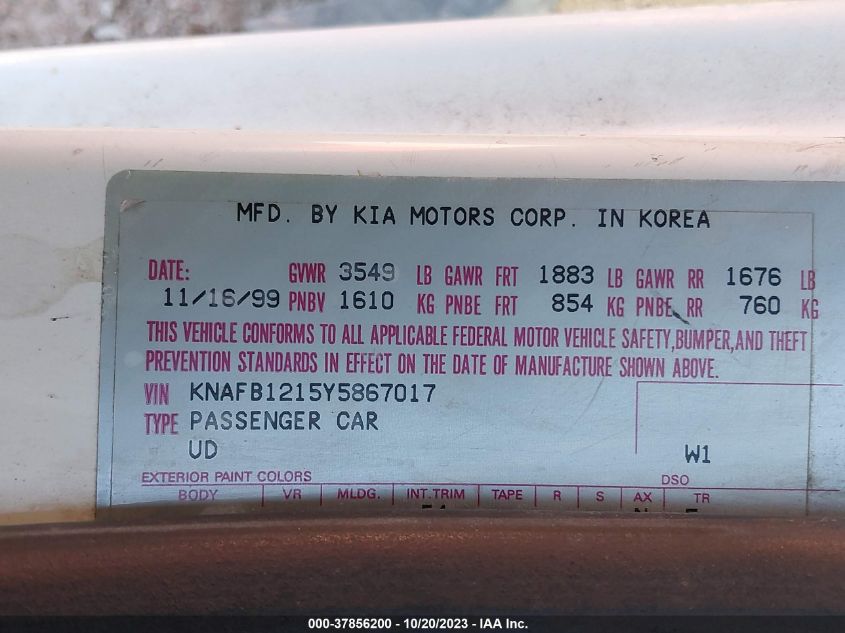 MFD. BY KIA MOTORS CORP. IN KOREA
DATE: GVWR 3549 LB GAWR FRT 1883 LB GAWR RR 1676 LB
11/16/99 PNBV 1610 KG PNBE FRT 854 KG PNBE RR 760 KG
THIS VEHICLE CONFORMS TO ALL APPLICABLE FEDERAL MOTOR VEHICLE SAFETY,BUMPER,AND THEFT
PREVENTION STANDARDS IN EFFECT ON THE DATE OF MANUFACTURE SHOWN ABOVE.
VIN KNAFB1215Y5867017
TYPE PASSENGER CAR
UD W1
EXTERIOR PAINT COLORS DSO
BODY VR MLDG. INT.TRIM TAPE R S AX TR
000-37856200 - 10/20/2023 - IAA Inc.